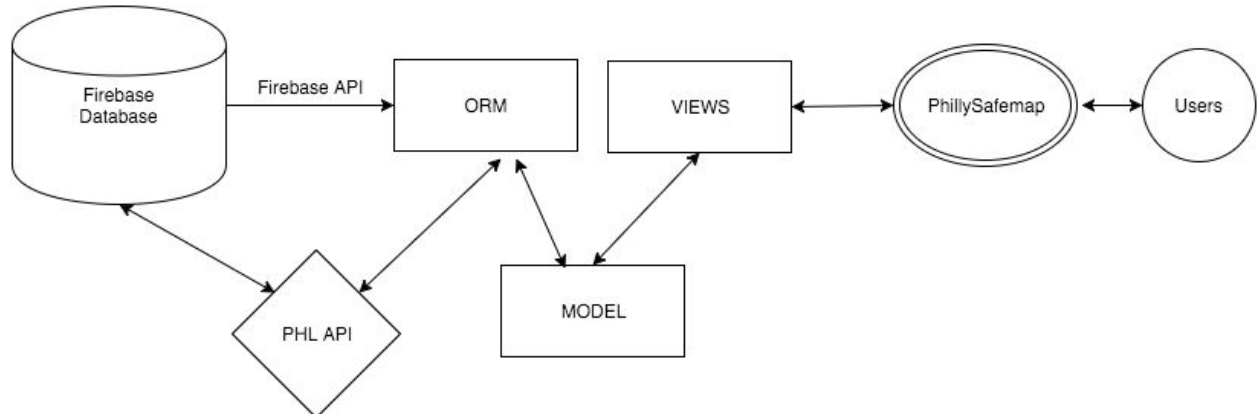 Firebase
Database
Firebase API
ORM
VIEWS
PhillySafemap
Users
PHL API
MODEL